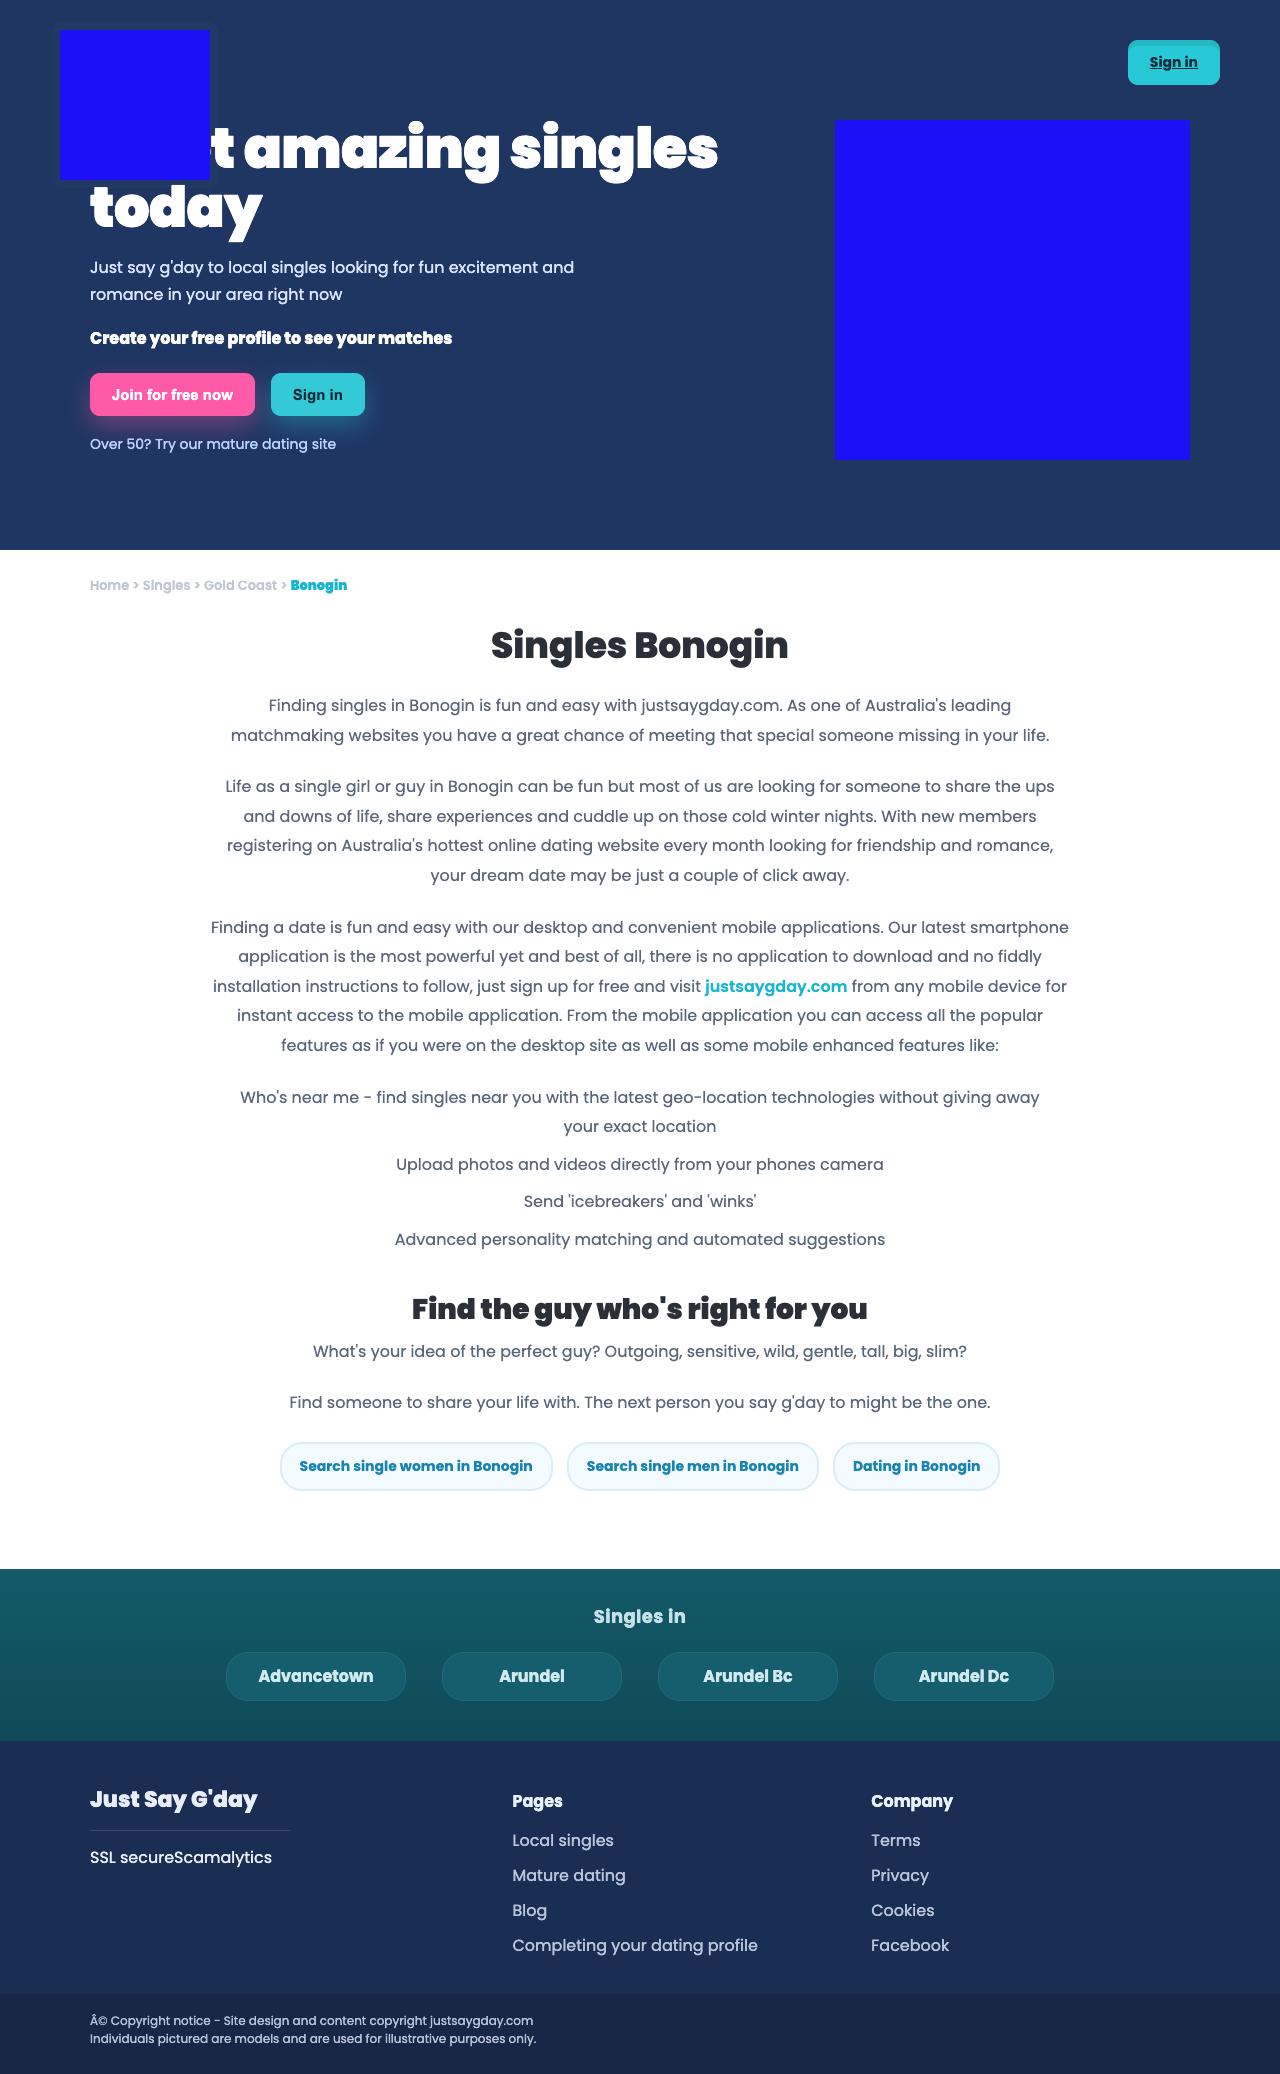 Sign in
amazing singles
today
Just say g'day to local singles looking for fun excitement and
romance in your area right now
Create your free profile to see your matches
Join for free now
Sign in
Over 50? Try our mature dating site
Home > Singles > Gold Coast > Bonogin
Singles Bonogin
Finding singles in Bonogin is fun and easy with justsaygday.com. As one of Australia's leading
matchmaking websites you have a great chance of meeting that special someone missing in your life.
Life as a single girl or guy in Bonogin can be fun but most of us are looking for someone to share the ups
and downs of life, share experiences and cuddle up on those cold winter nights. With new members
registering on Australia's hottest online dating website every month looking for friendship and romance,
your dream date may be just a couple of click away.
Finding a date is fun and easy with our desktop and convenient mobile applications. Our latest smartphone
application is the most powerful yet and best of all, there is no application to download and no fiddly
installation instructions to follow, just sign up for free and visit justsaygday.com from any mobile device for
instant access to the mobile application. From the mobile application you can access all the popular
features as if you were on the desktop site as well as some mobile enhanced features like:
Who's near me - find singles near you with the latest geo-location technologies without giving away
your exact location
Upload photos and videos directly from your phones camera
Send 'icebreakers' and 'winks'
Advanced personality matching and automated suggestions
Find the guy who's right for you
What's your idea of the perfect guy? Outgoing, sensitive, wild, gentle, tall, big, slim?
Find someone to share your life with. The next person you say g'day to might be the one.
Search single women in Bonogin
Search single men in Bonogin
Dating in Bonogin
Singles in
Advancetown
Arundel
Arundel Bc
Arundel Dc
Just Say G'day
SSL secureScamalytics
Pages
Local singles
Mature dating
Blog
Completing your dating profile
Company
Terms
Privacy
Cookies
Facebook
Â© Copyright notice - Site design and content copyright justsaygday.com
Individuals pictured are models and are used for illustrative purposes only.